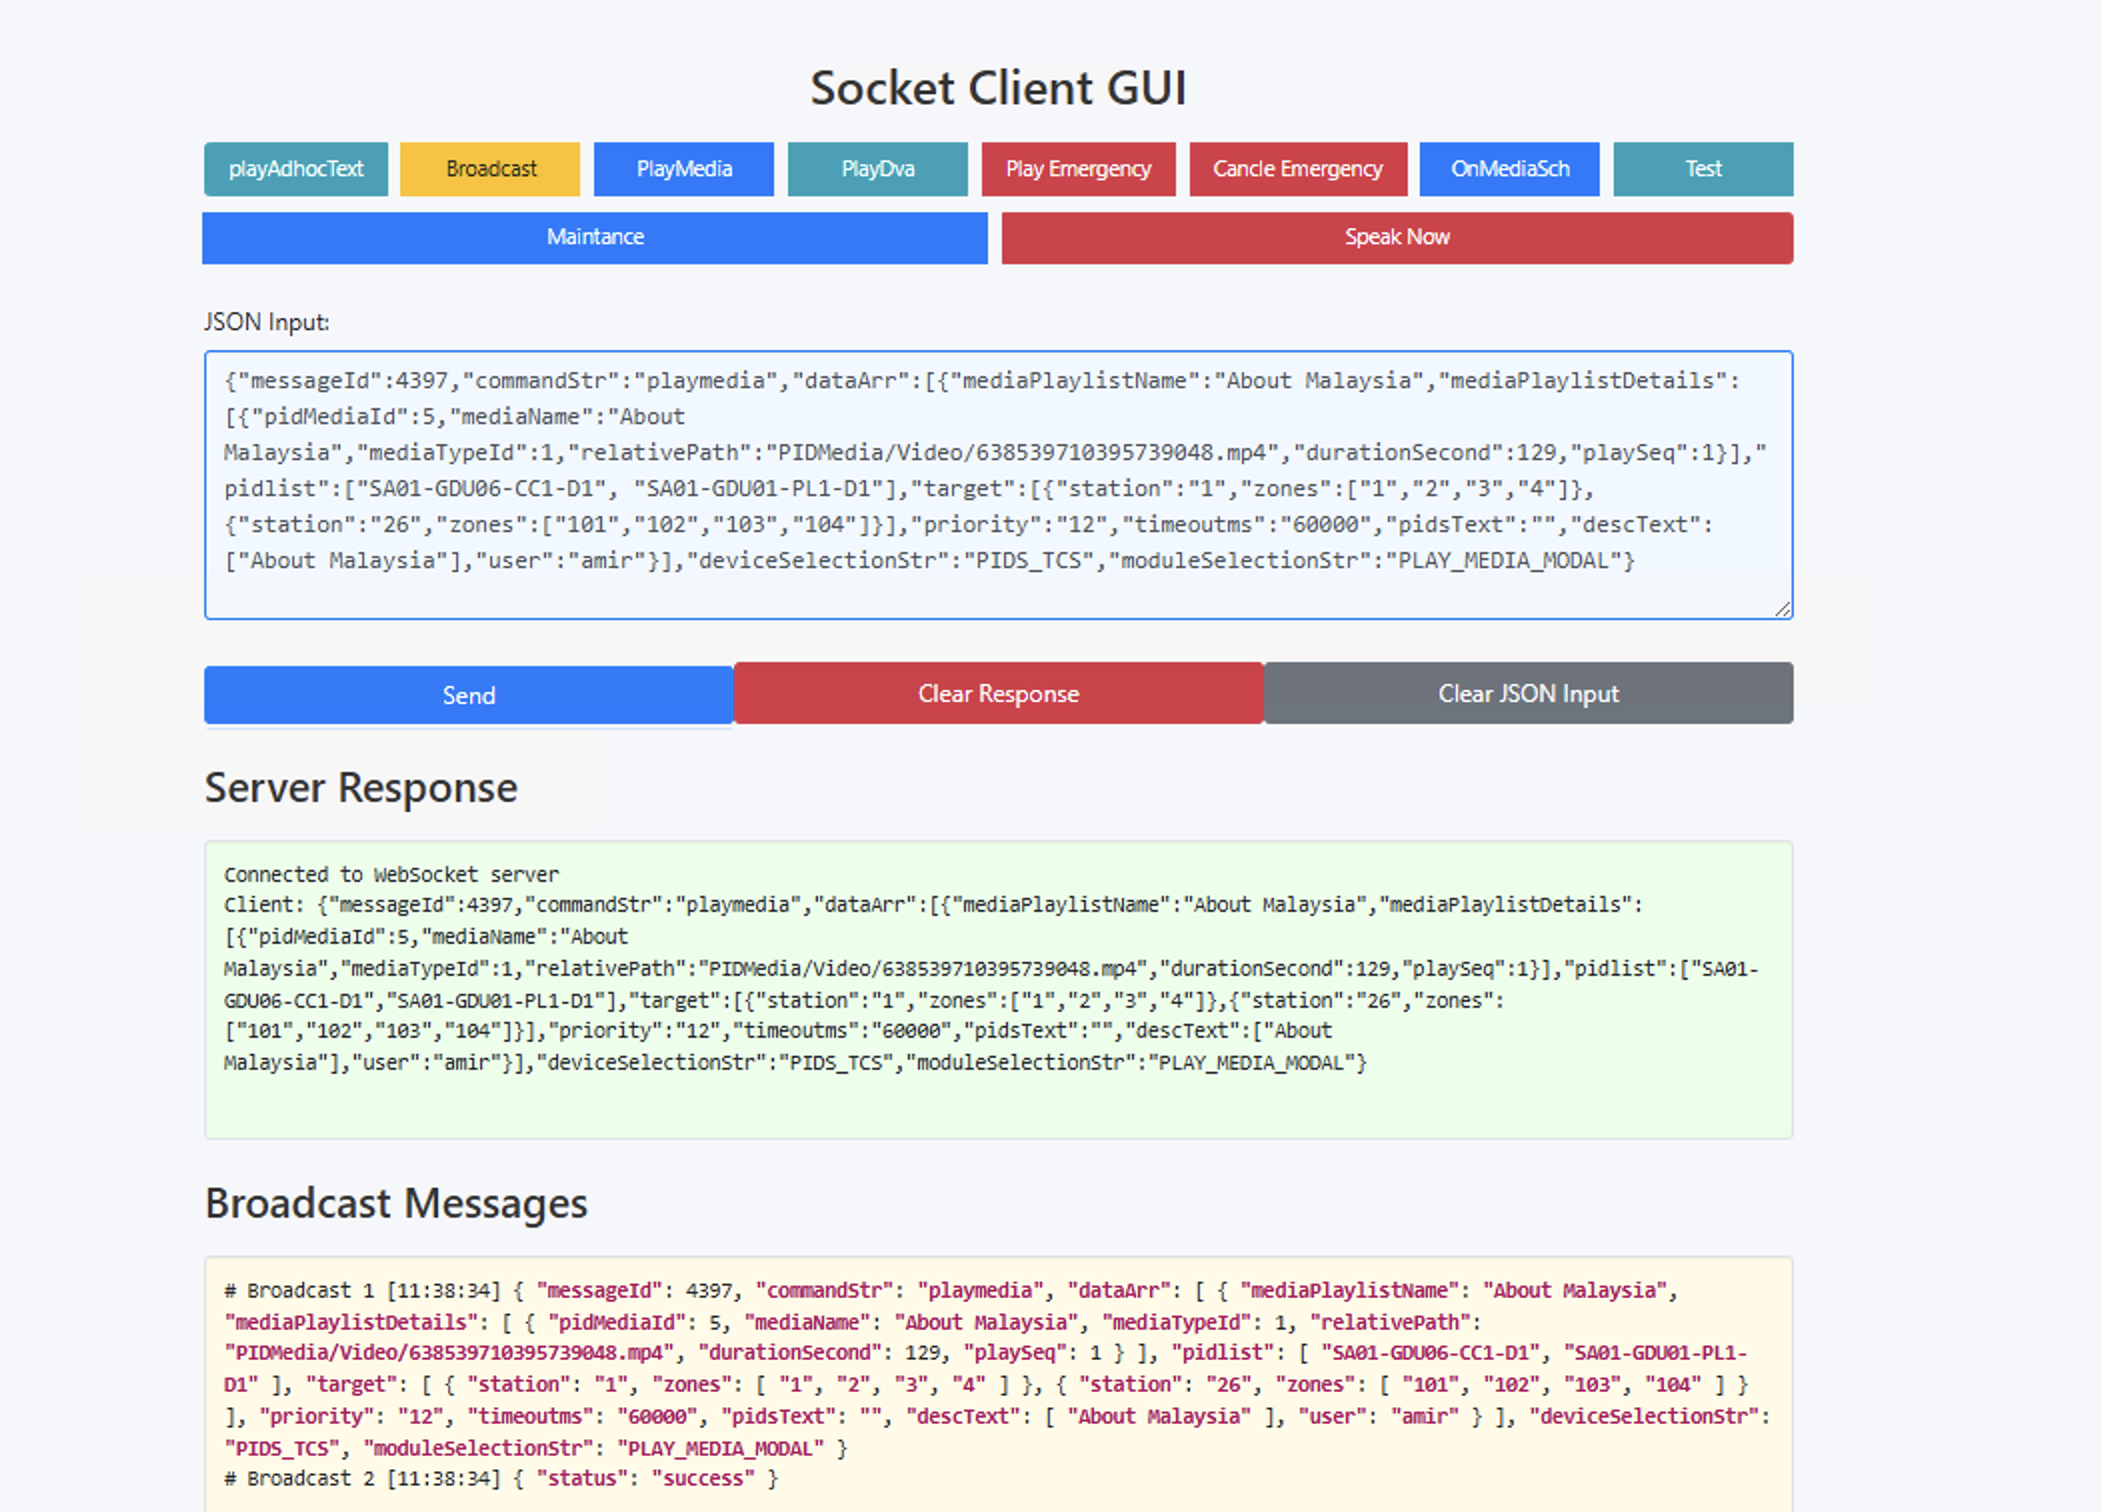 Socket Client GUI
playAdhocText Broadcast PlayMedia PlayDva Play Emergency Cancle Emergency OnMediaSch Test
Maintance Speak Now
JSON Input:
{"messageId":4397,"commandStr":"playmedia","dataArr":[{"mediaPlaylistName":"About Malaysia","mediaPlaylistDetails":
[{"pidMediaId":5,"mediaName":"About
Malaysia","mediaTypeId":1,"relativePath":"PIDMedia/Video/638539710395739048.mp4","durationSecond":129,"playSeq":1}],"
pidlist":["SA01-GDU06-CC1-D1", "SA01-GDU01-PL1-D1"],"target":[{"station":"1","zones":["1","2","3","4"]},
{"station":"26","zones":["101","102","103","104"]}],"priority":"12","timeoutms":"60000","pidsText":"","descText":
["About Malaysia"],"user":"amir"}],"deviceSelectionStr":"PIDS_TCS","moduleSelectionStr":"PLAY_MEDIA_MODAL"}
Send Clear Response Clear JSON Input
Server Response
Connected to WebSocket server
Client: {"messageId":4397,"commandStr":"playmedia","dataArr":[{"mediaPlaylistName":"About Malaysia","mediaPlaylistDetails":
[{"pidMediaId":5,"mediaName":"About
Malaysia","mediaTypeId":1,"relativePath":"PIDMedia/Video/638539710395739048.mp4","durationSecond":129,"playSeq":1}],"pidlist":["SA01-
GDU06-CC1-D1","SA01-GDU01-PL1-D1"],"target":[{"station":"1","zones":["1","2","3","4"]},{"station":"26","zones":
["101","102","103","104"]}],"priority":"12","timeoutms":"60000","pidsText":"","descText":["About
Malaysia"],"user":"amir"}],"deviceSelectionStr":"PIDS_TCS","moduleSelectionStr":"PLAY_MEDIA_MODAL"}
Broadcast Messages
# Broadcast 1 [11:38:34] { "messageId": 4397, "commandStr": "playmedia", "dataArr": [ { "mediaPlaylistName": "About Malaysia",
"mediaPlaylistDetails": [ { "pidMediaId": 5, "mediaName": "About Malaysia", "mediaTypeId": 1, "relativePath":
"PIDMedia/Video/638539710395739048.mp4", "durationSecond": 129, "playSeq": 1 } ], "pidlist": [ "SA01-GDU06-CC1-D1", "SA01-GDU01-PL1-
D1" ], "target": [ { "station": "1", "zones": [ "1", "2", "3", "4" ] }, { "station": "26", "zones": [ "101", "102", "103", "104" ] }
], "priority": "12", "timeoutms": "60000", "pidsText": "", "descText": [ "About Malaysia" ], "user": "amir" } ], "deviceSelectionStr":
"PIDS_TCS", "moduleSelectionStr": "PLAY_MEDIA_MODAL" }
# Broadcast 2 [11:38:34] { "status": "success" }